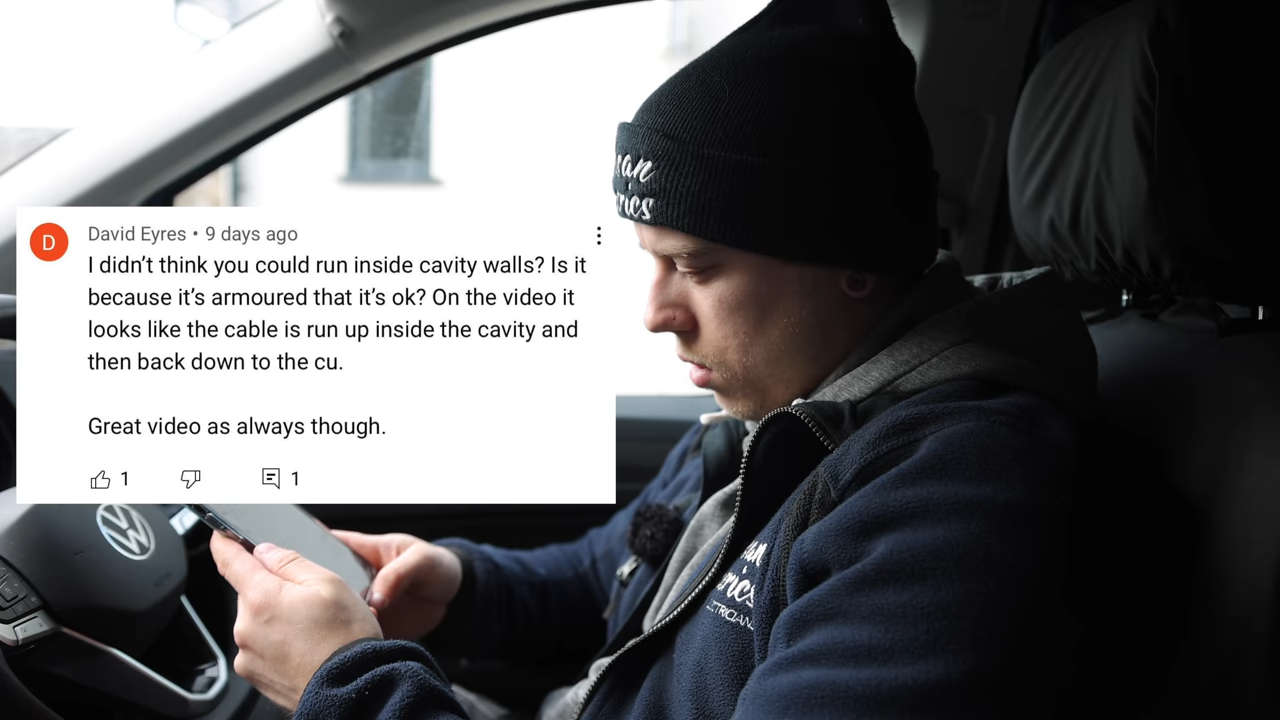 David Eyres • 9 days ago
I didn’t think you could run inside cavity walls? Is it
because it’s armoured that it’s ok? On the video it
looks like the cable is run up inside the cavity and
then back down to the cu.
Great video as always though.
1
1